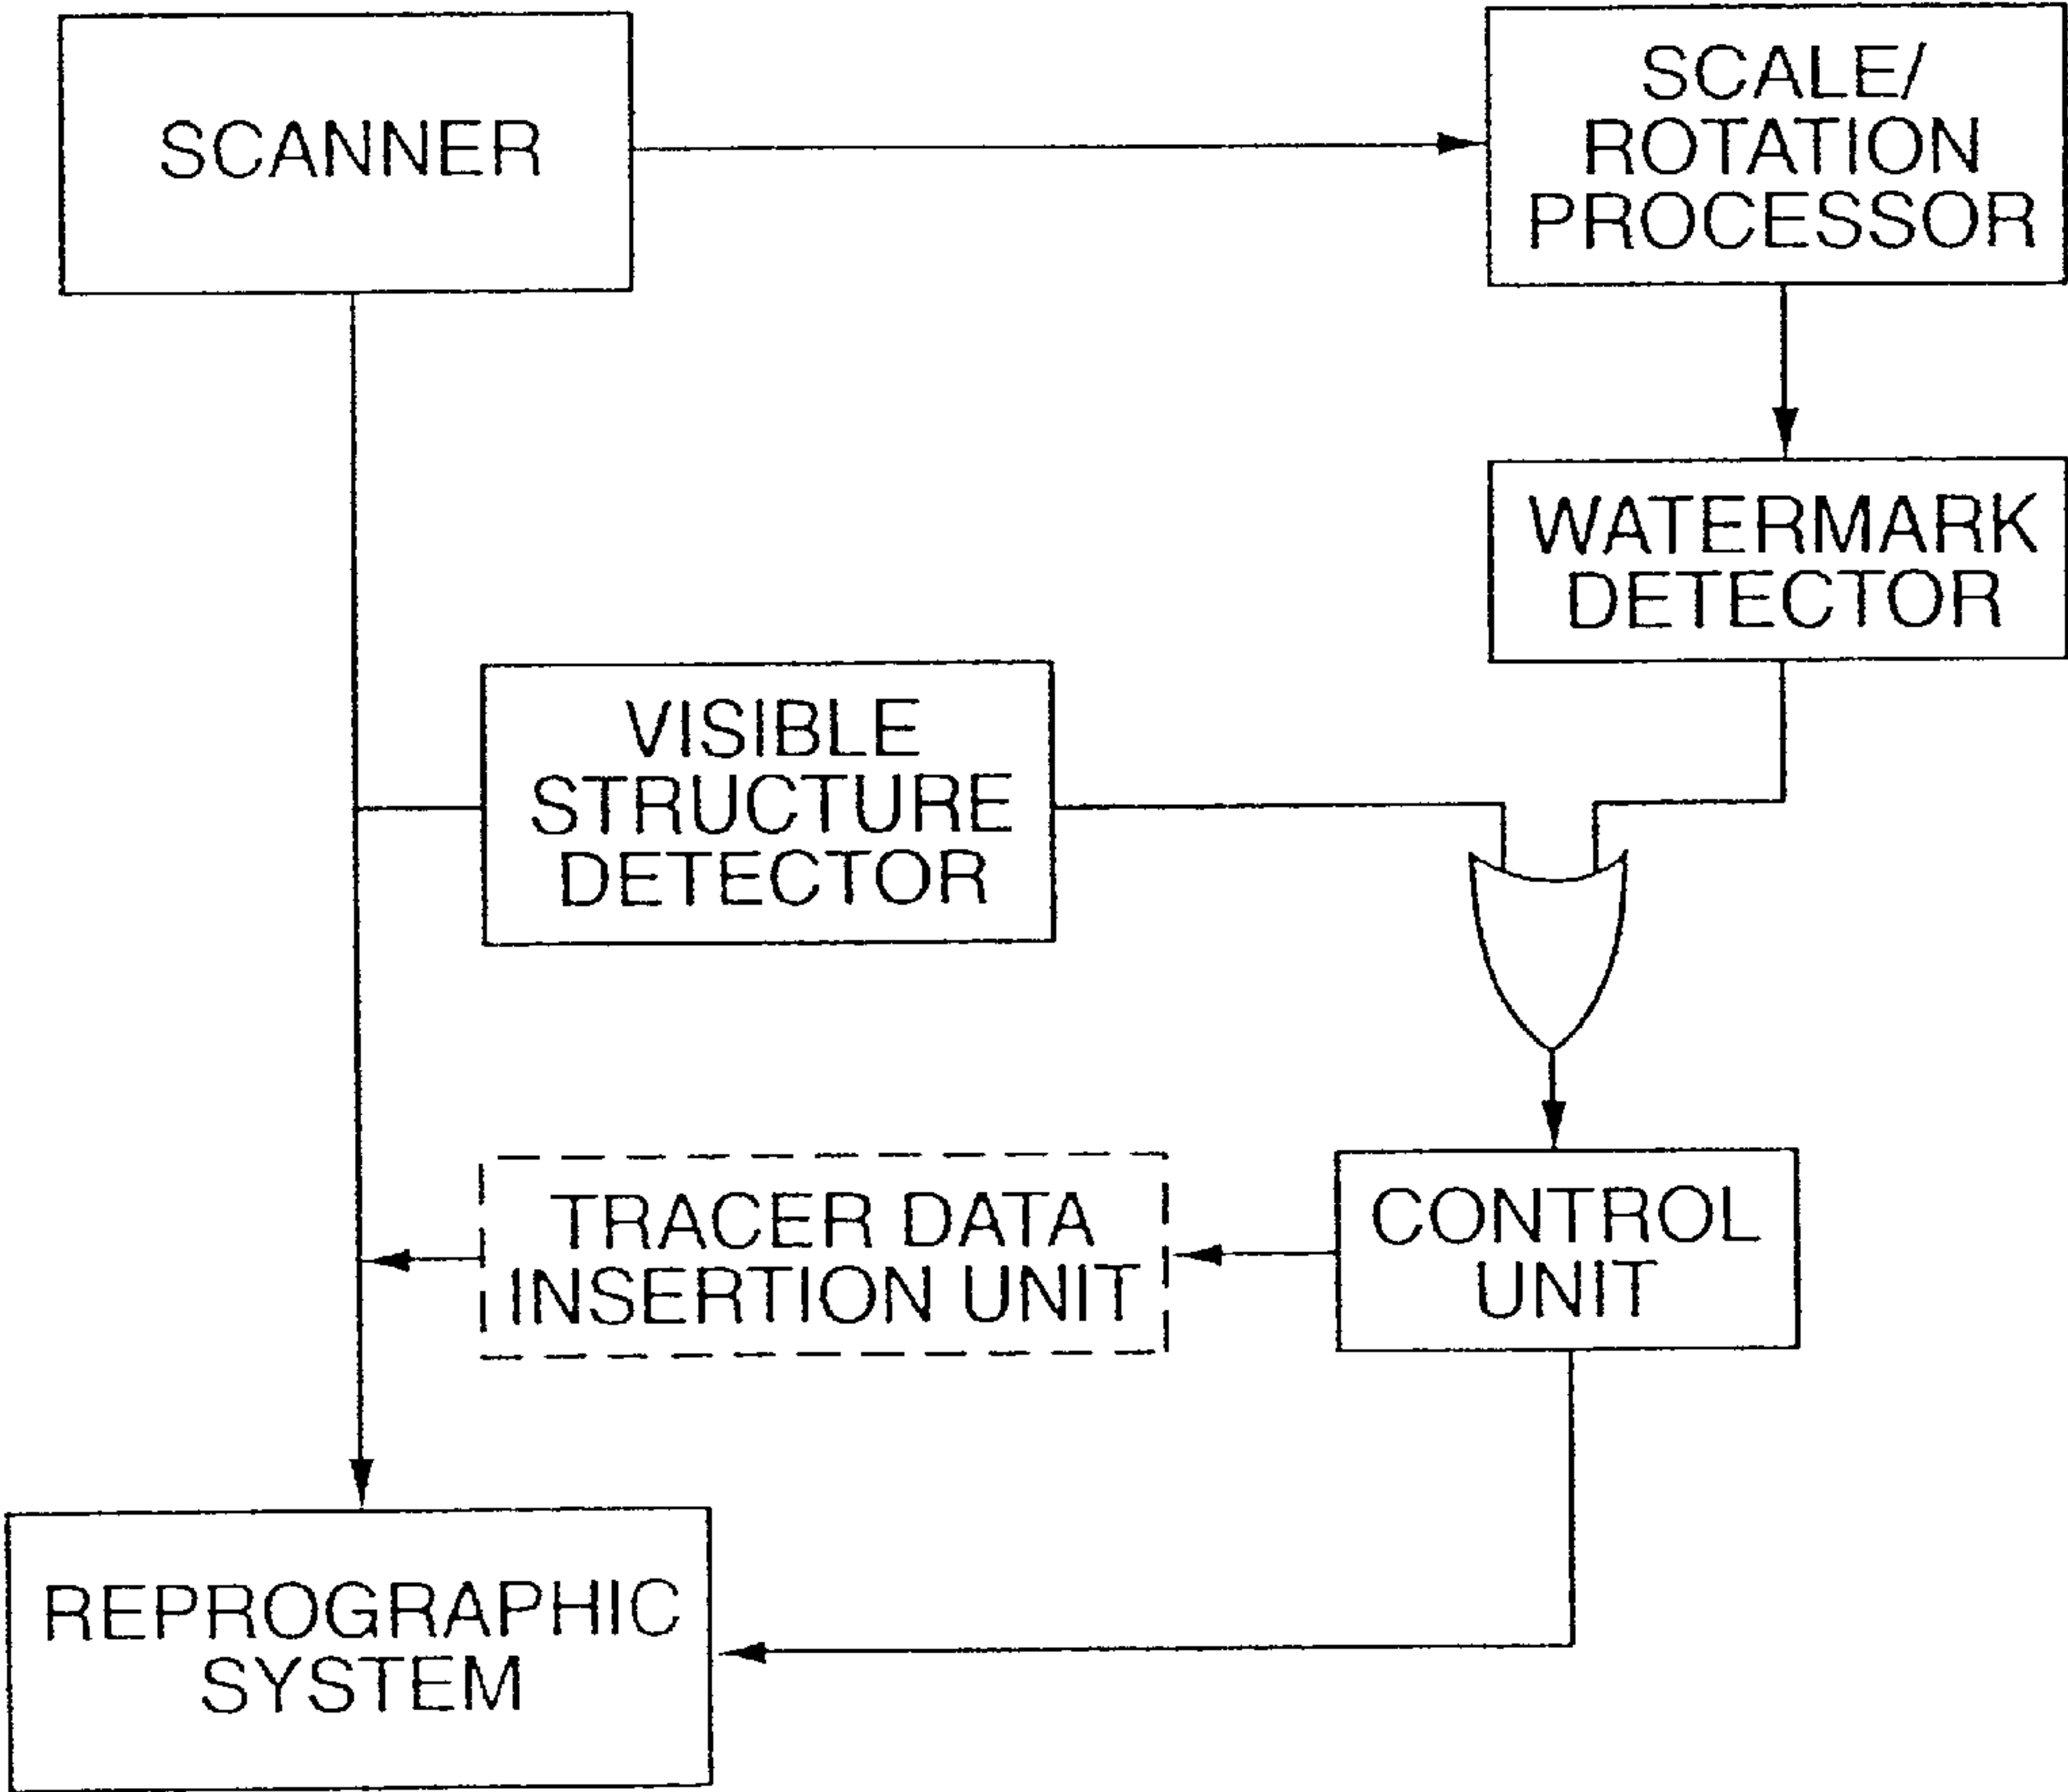 SCANNER
SCALE/
ROTATION
PROCESSOR
WATERMARK
DETECTOR
VISIBLE
STRUCTURE
DETECTOR
TRACER DATA
INSERTION UNIT
CONTROL
UNIT
REPROGRAPHIC
SYSTEM